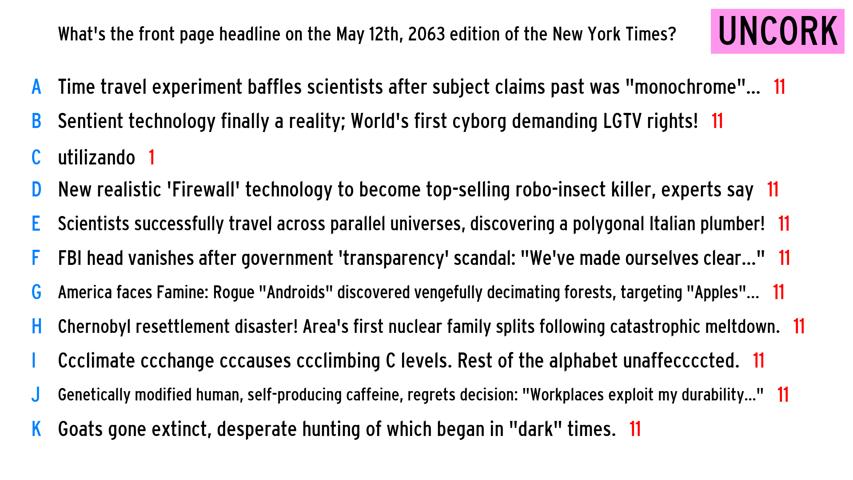 What's the front page headline on the May 12th, 2063 edition of the New York Times?
UNCORK
A Time travel experiment baffles scientists after subject claims past was "monochrome"... 11
B Sentient technology finally a reality; World's first cyborg demanding LGTV rights! 11
C utilizando 1
D New realistic 'Firewall' technology to become top-selling robo-insect killer, experts say 11
E Scientists successfully travel across parallel universes, discovering a polygonal Italian plumber! 11
F FBI head vanishes after government 'transparency' scandal: "We've made ourselves clear..." 11
G America faces Famine: Rogue "Androids" discovered vengefully decimating forests, targeting "Apples"... 11
H Chernobyl resettlement disaster! Area's first nuclear family splits following catastrophic meltdown. 11
I Ccclimate ccchange cccauses ccclimbing C levels. Rest of the alphabet unaffecccccted. 11
J Genetically modified human, self-producing caffeine, regrets decision: "Workplaces exploit my durability..." 11
K Goats gone extinct, desperate hunting of which began in "dark" times. 11